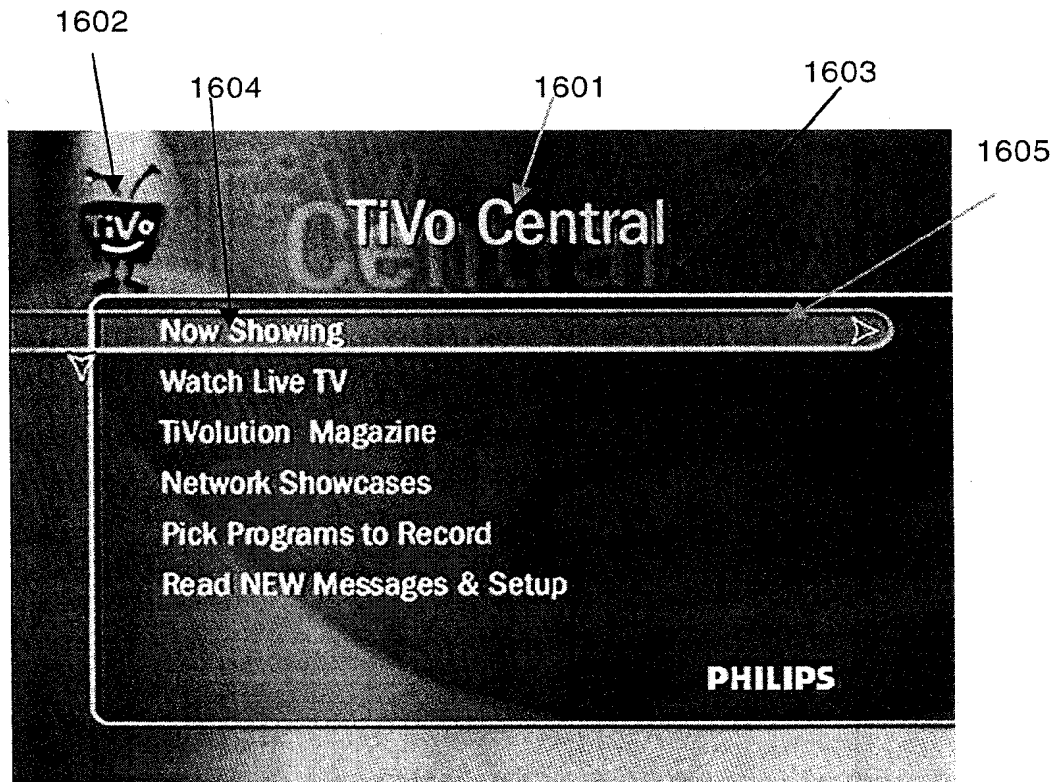 1602
1604 1601 1603
1605
TiVo
TiVo Central
Central
Now Showing
Watch Live TV
TiVolution Magazine
Network Showcases
Pick Programs to Record
Read NEW Messages & Setup
PHILIPS